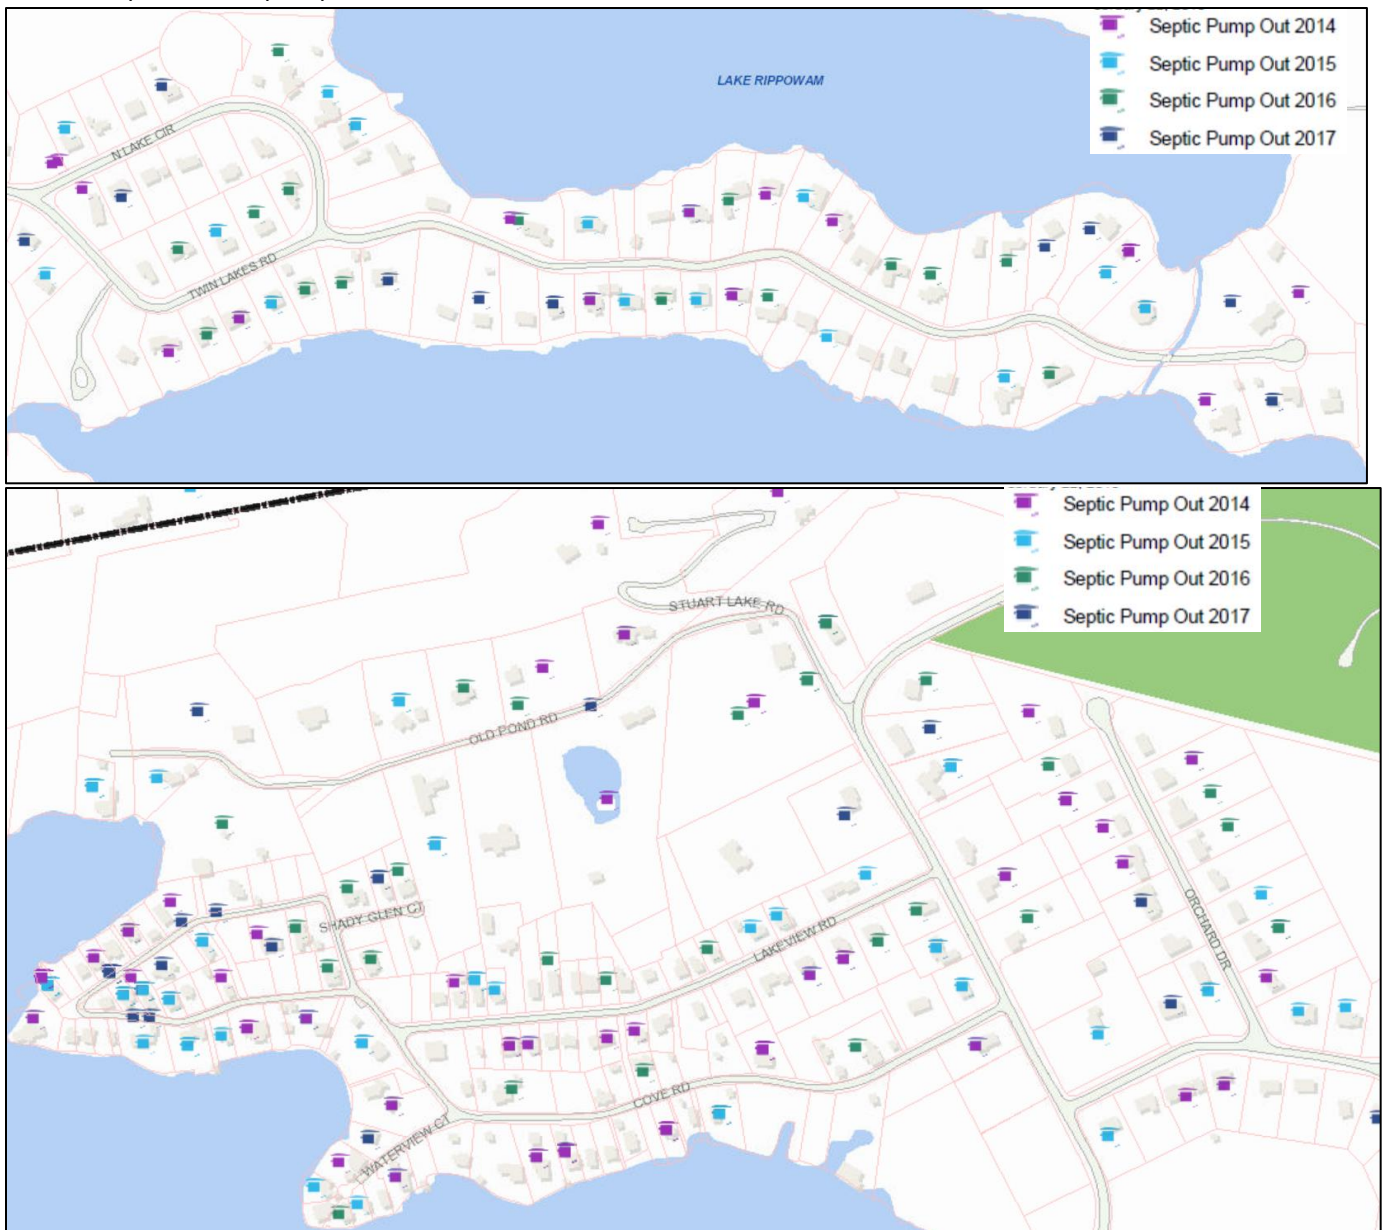 LAKE RIPPOWAM
Septic Pump Out 2014
Septic Pump Out 2015
Septic Pump Out 2016
Septic Pump Out 2017
N LAKE CIR
TWIN LAKES RD
Septic Pump Out 2014
Septic Pump Out 2015
Septic Pump Out 2016
Septic Pump Out 2017
STUART LAKE RD
OLD POND RD
SHADY GLEN CT
LAKEVIEW RD
ORCHARD DR
COVE RD
WATERVIEW CT